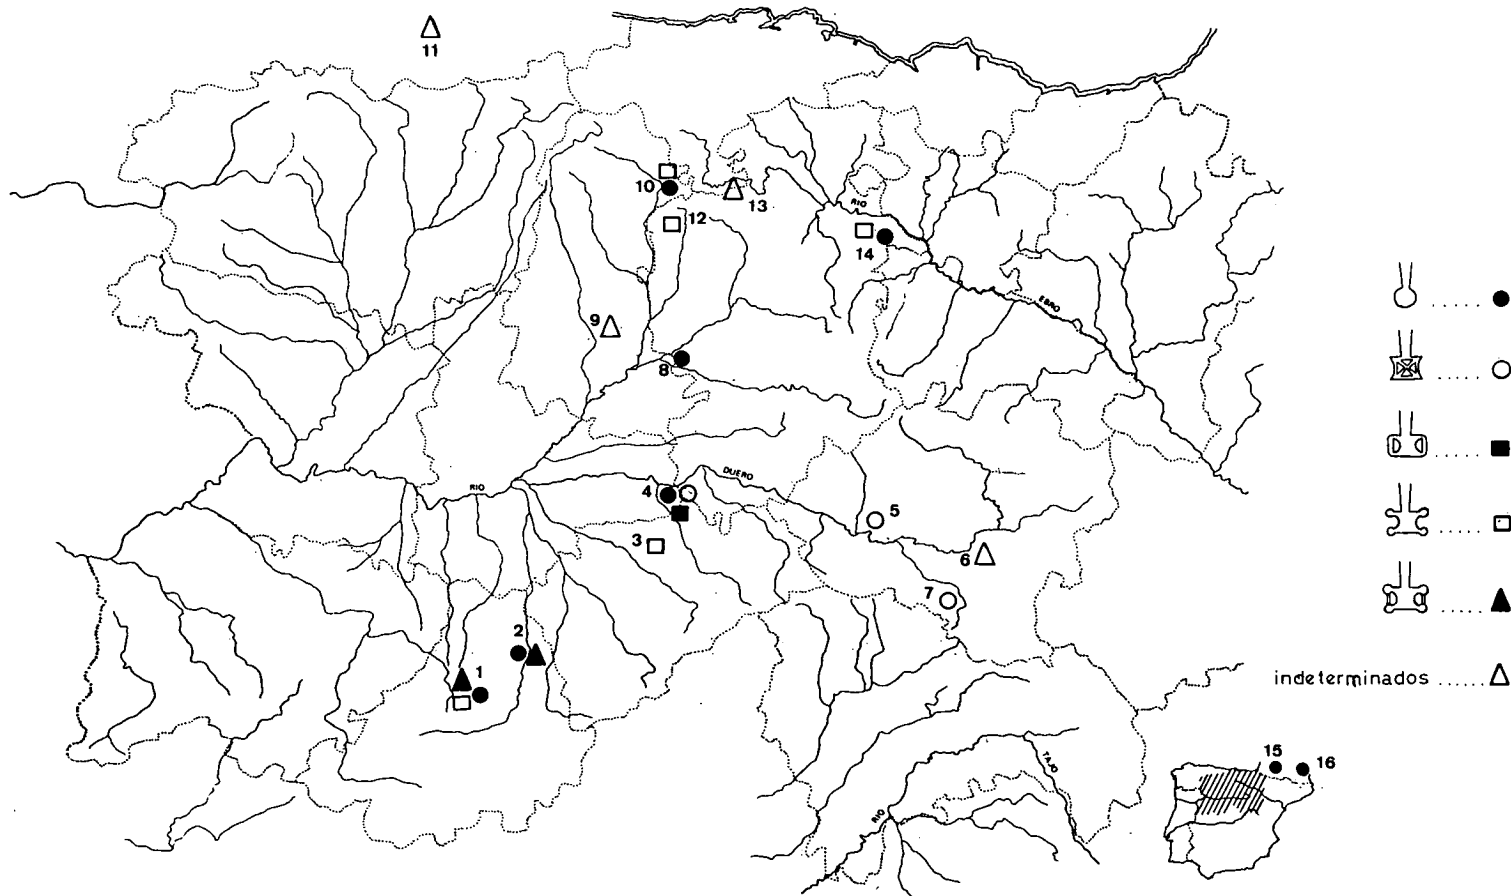 11
10
13
12
RIO
14
EBRO
9
8
4
DUERO
RIO
5
3
6
7
2
1
indeterminados ......
TAJO
RIO
15
16